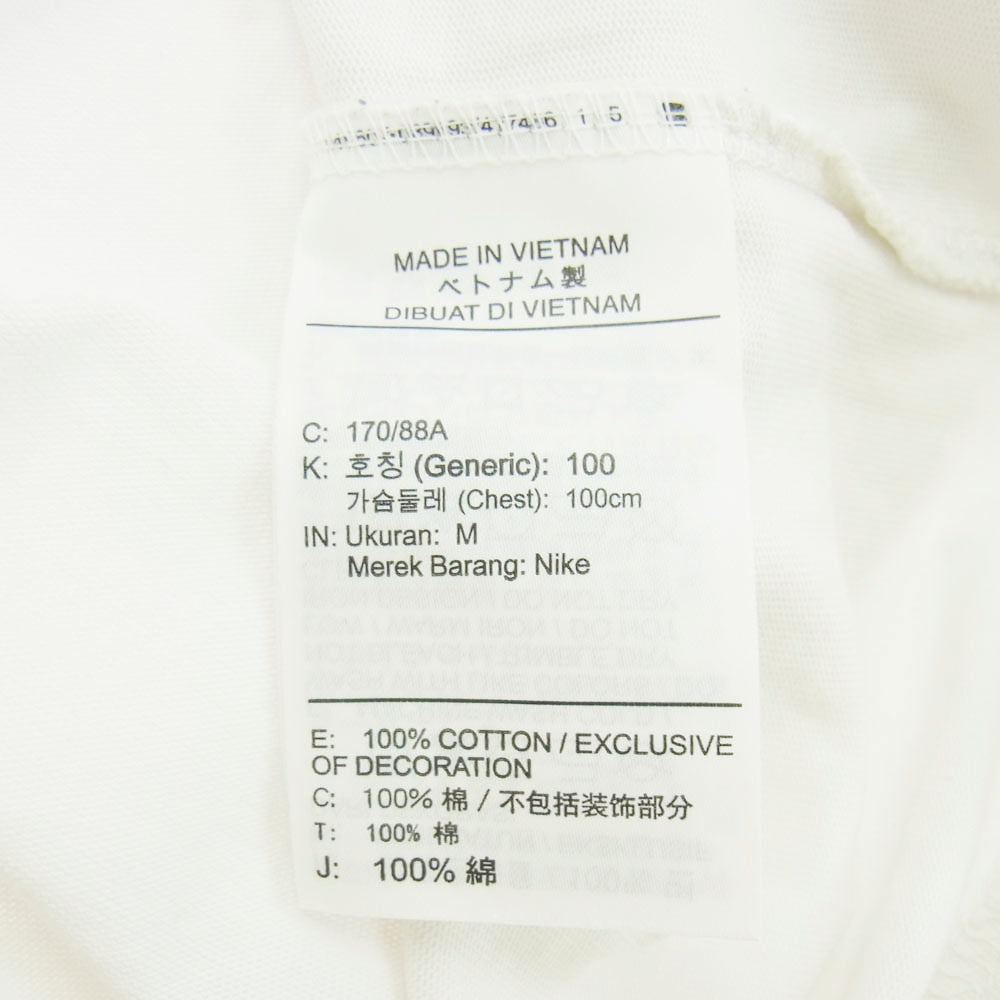 MADE IN VIETNAM
ベトナム製
DIBUAT DI VIETNAM
C: 170/88A
K: 호칭 (Generic): 100
가슴둘레 (Chest): 100cm
IN: Ukuran: M
Merek Barang: Nike
E: 100% COTTON / EXCLUSIVE
OF DECORATION
C: 100% 棉 / 不包括装饰部分
T: 100% 棉
J: 100% 綿